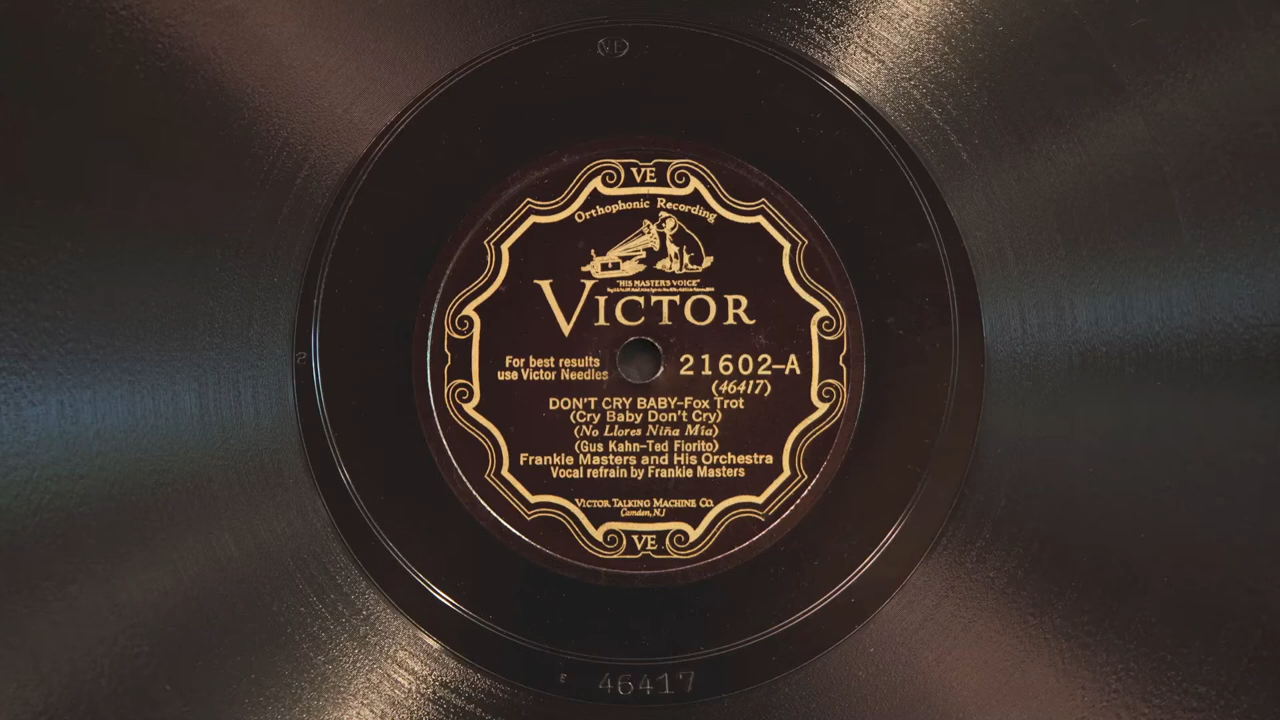 VE
VE
Orthophonic Recording
"HIS MASTER'S VOICE"
VICTOR
For best results
use Victor Needles
21602-A
(46417)
DON'T CRY BABY-Fox Trot
(Cry Baby Don't Cry)
(No Llores Niña Mía)
(Gus Kahn-Ted Fiorito)
Frankie Masters and His Orchestra
Vocal refrain by Frankie Masters
VICTOR TALKING MACHINE CO.
Camden, N.J.
VE
E 46417